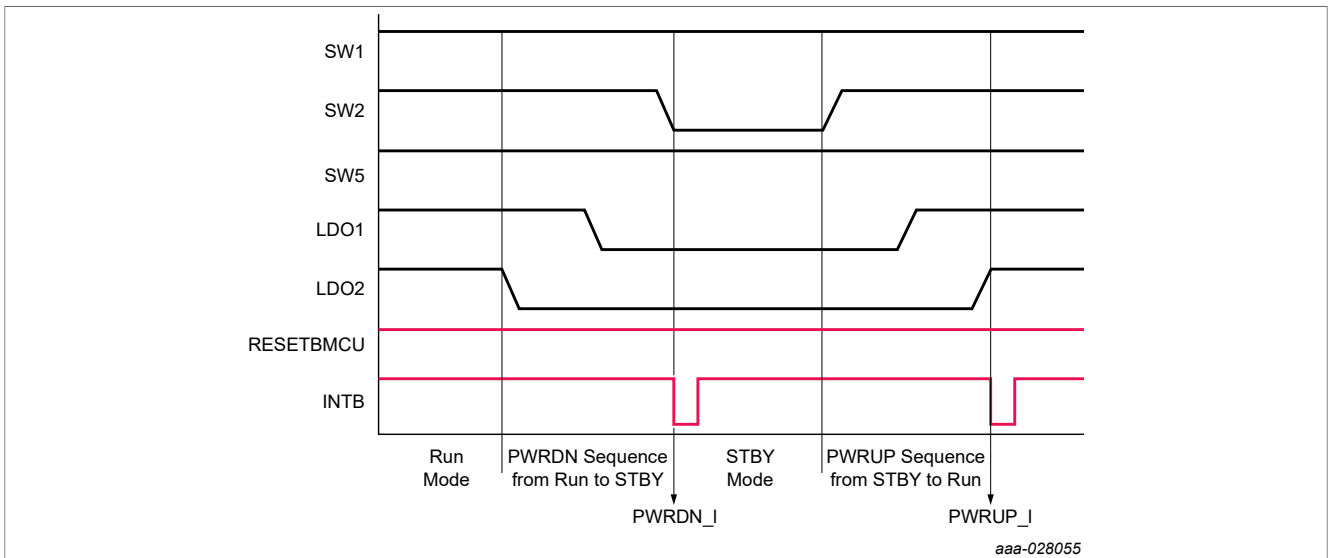 SW1
SW2
SW5
LDO1
LDO2
RESETBMCU
INTB
Run
Mode
PWRDN Sequence
from Run to STBY
STBY
Mode
PWRUP Sequence
from STBY to Run
PWRDN_I
PWRUP_I
aaa-028055